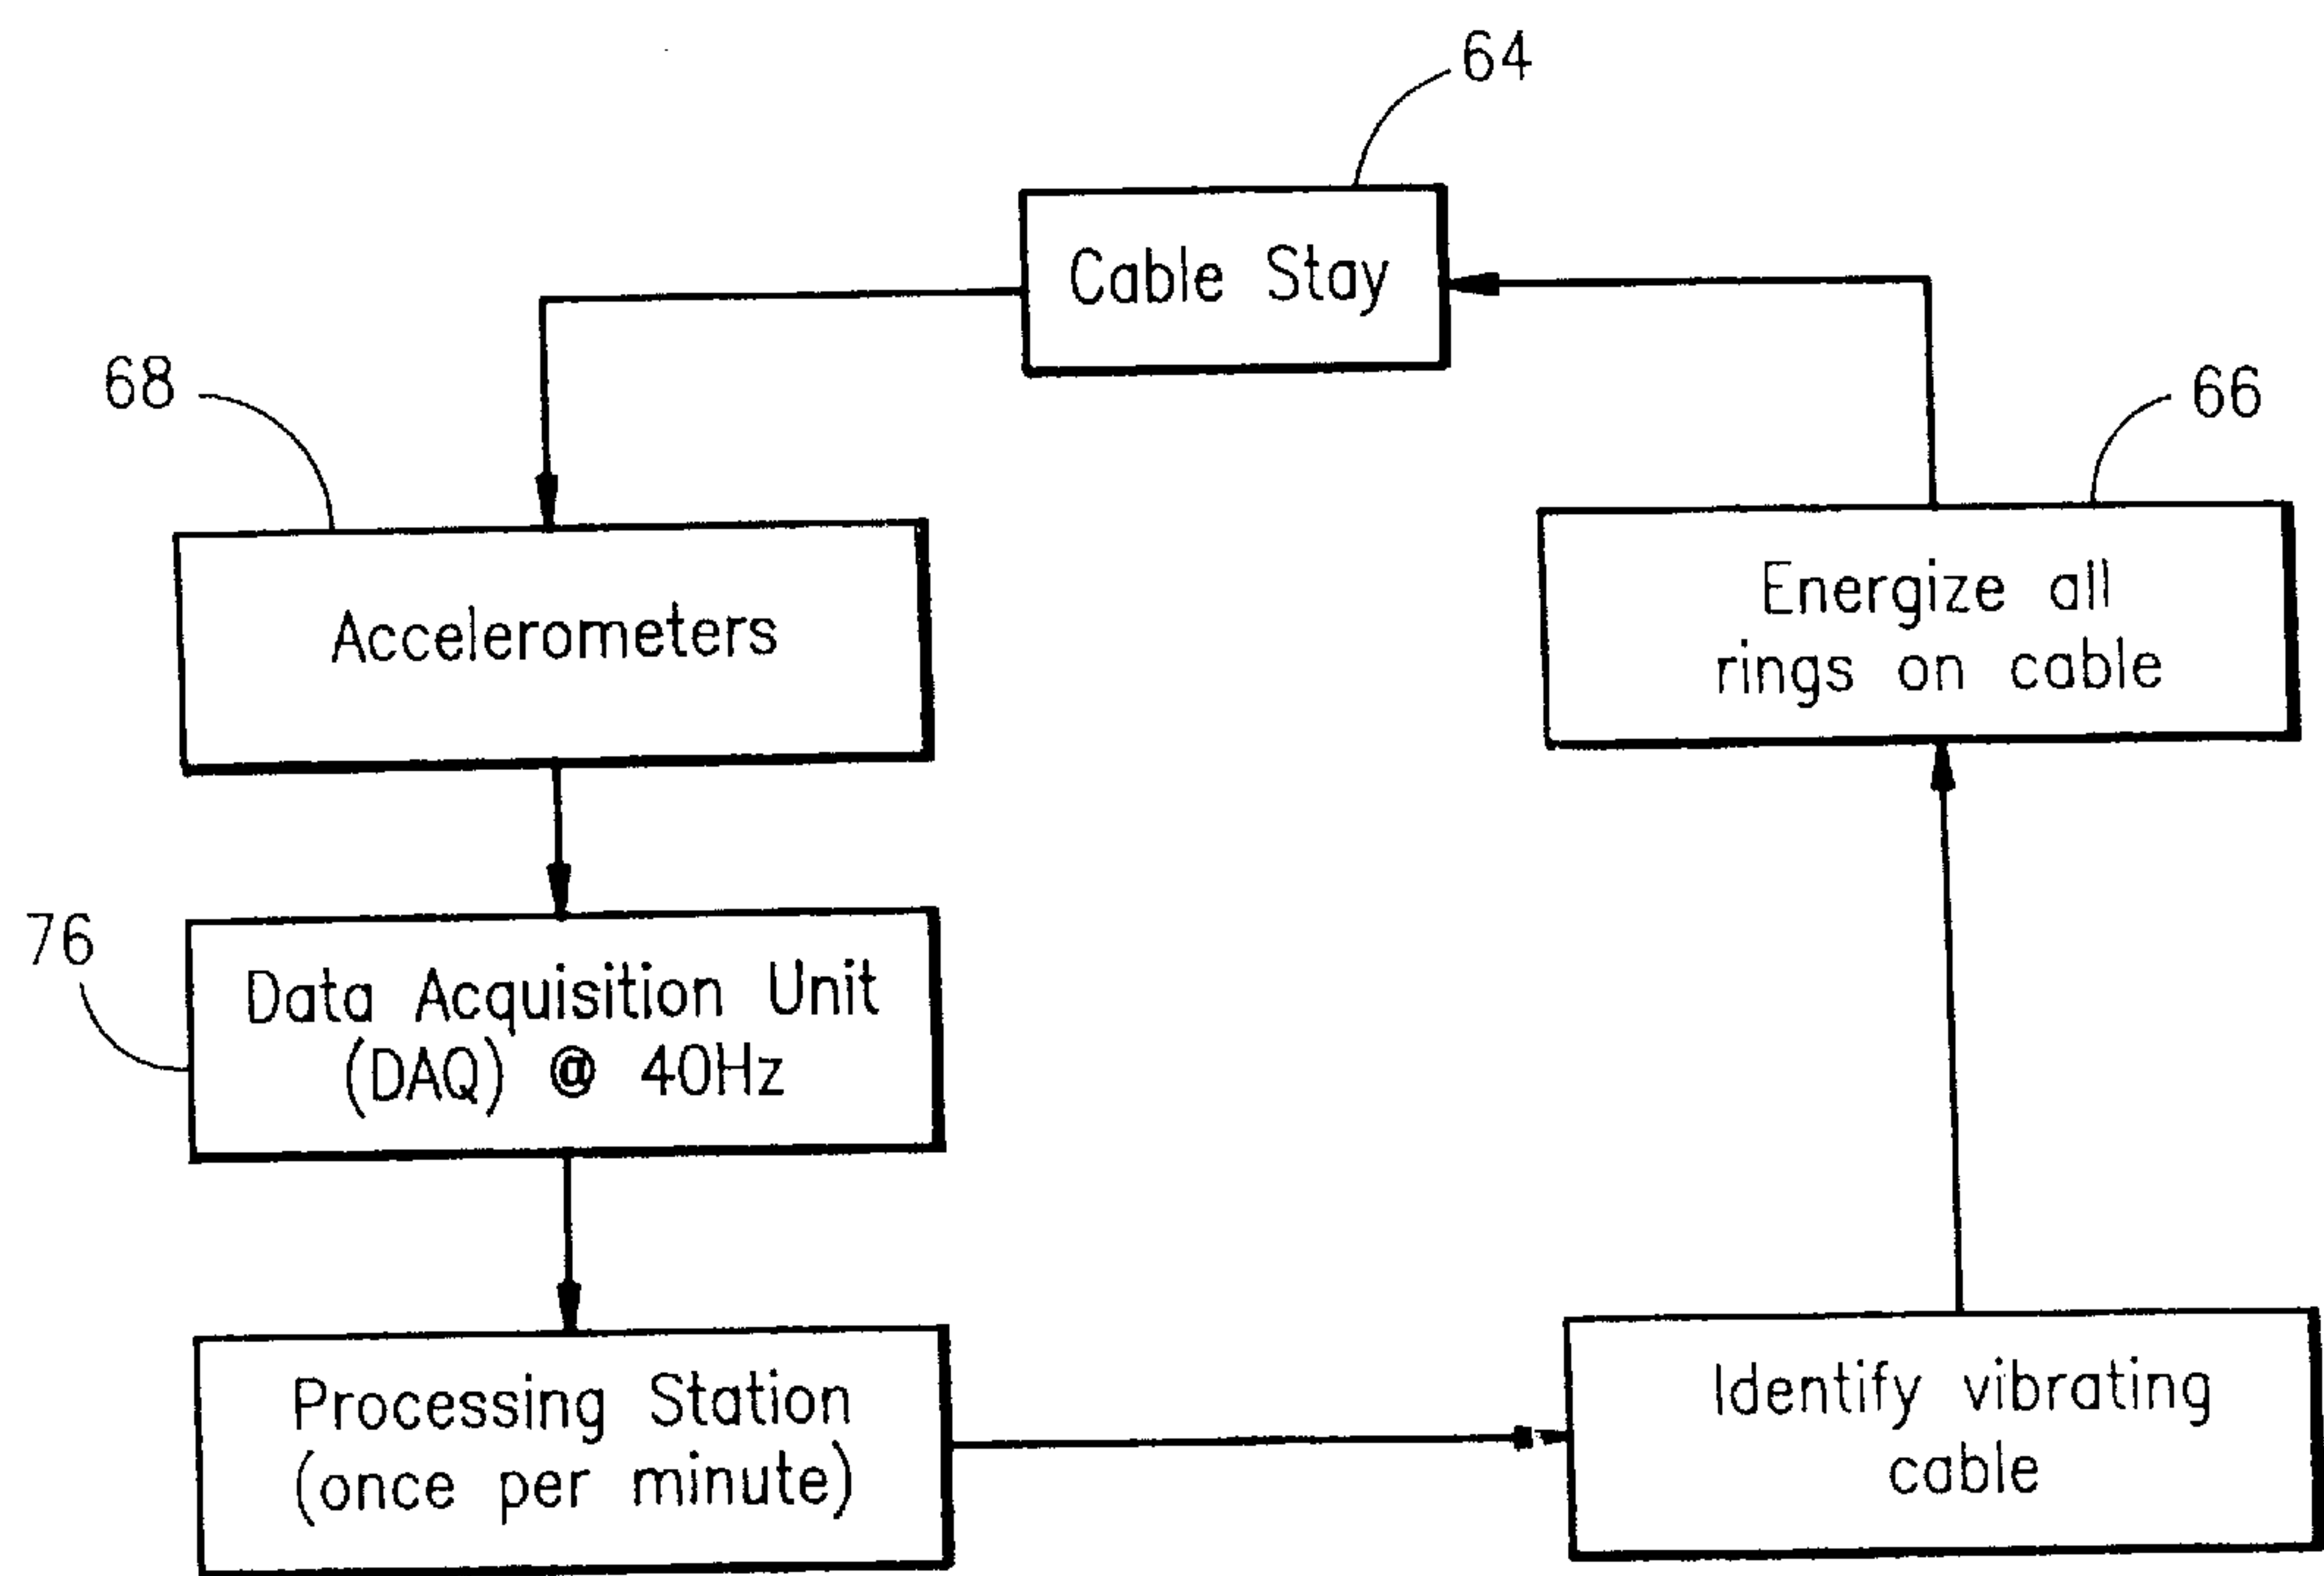 64
Cable Stay
68
66
Accelerometers
Energize all
rings on cable
76
Data Acquisition Unit
(DAQ) @ 40Hz
Processing Station
(once per minute)
Identify vibrating
cable